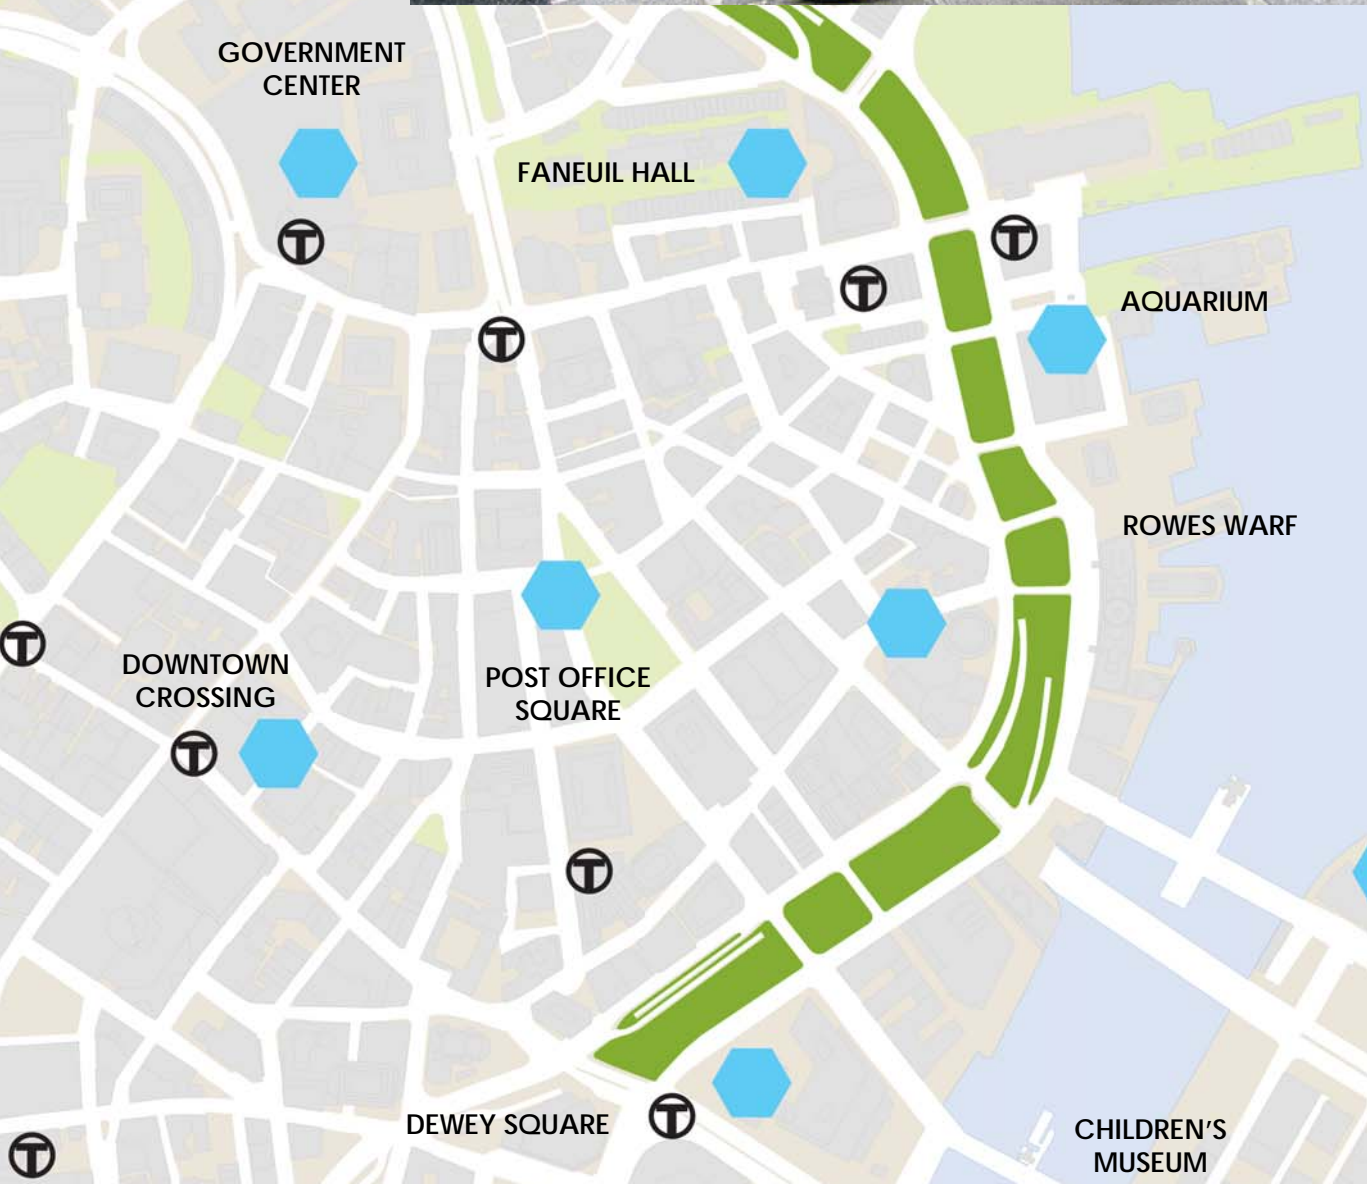 GOVERNMENT
CENTER
FANEUIL HALL
T
T
T
T
AQUARIUM
ROWES WARF
T
DOWNTOWN
CROSSING
POST OFFICE
SQUARE
T
T
DEWEY SQUARE
T
CHILDREN'S
MUSEUM
T